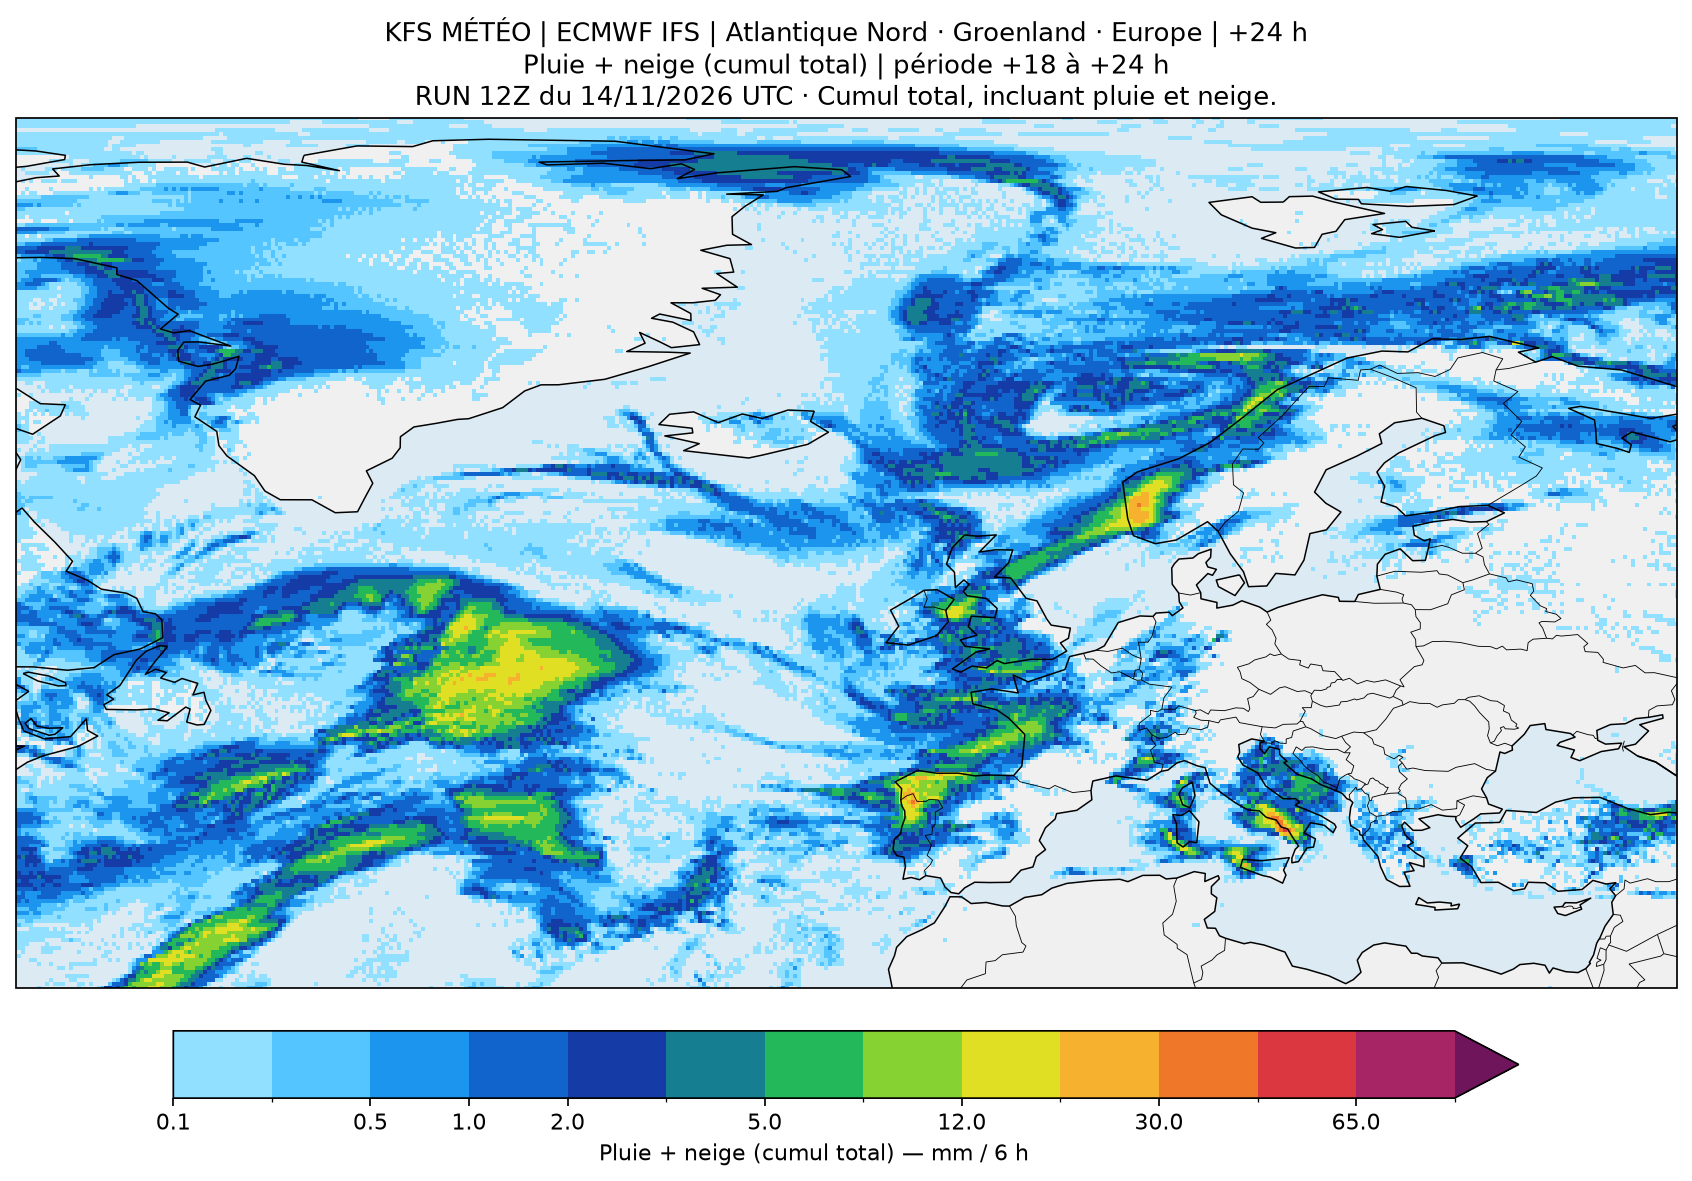 KFS MÉTÉO | ECMWF IFS | Atlantique Nord · Groenland · Europe | +24 h
Pluie + neige (cumul total) | période +18 à +24 h
RUN 12Z du 14/11/2026 UTC · Cumul total, incluant pluie et neige.
0.1 0.5 1.0 2.0 5.0 12.0 30.0 65.0
Pluie + neige (cumul total) — mm / 6 h